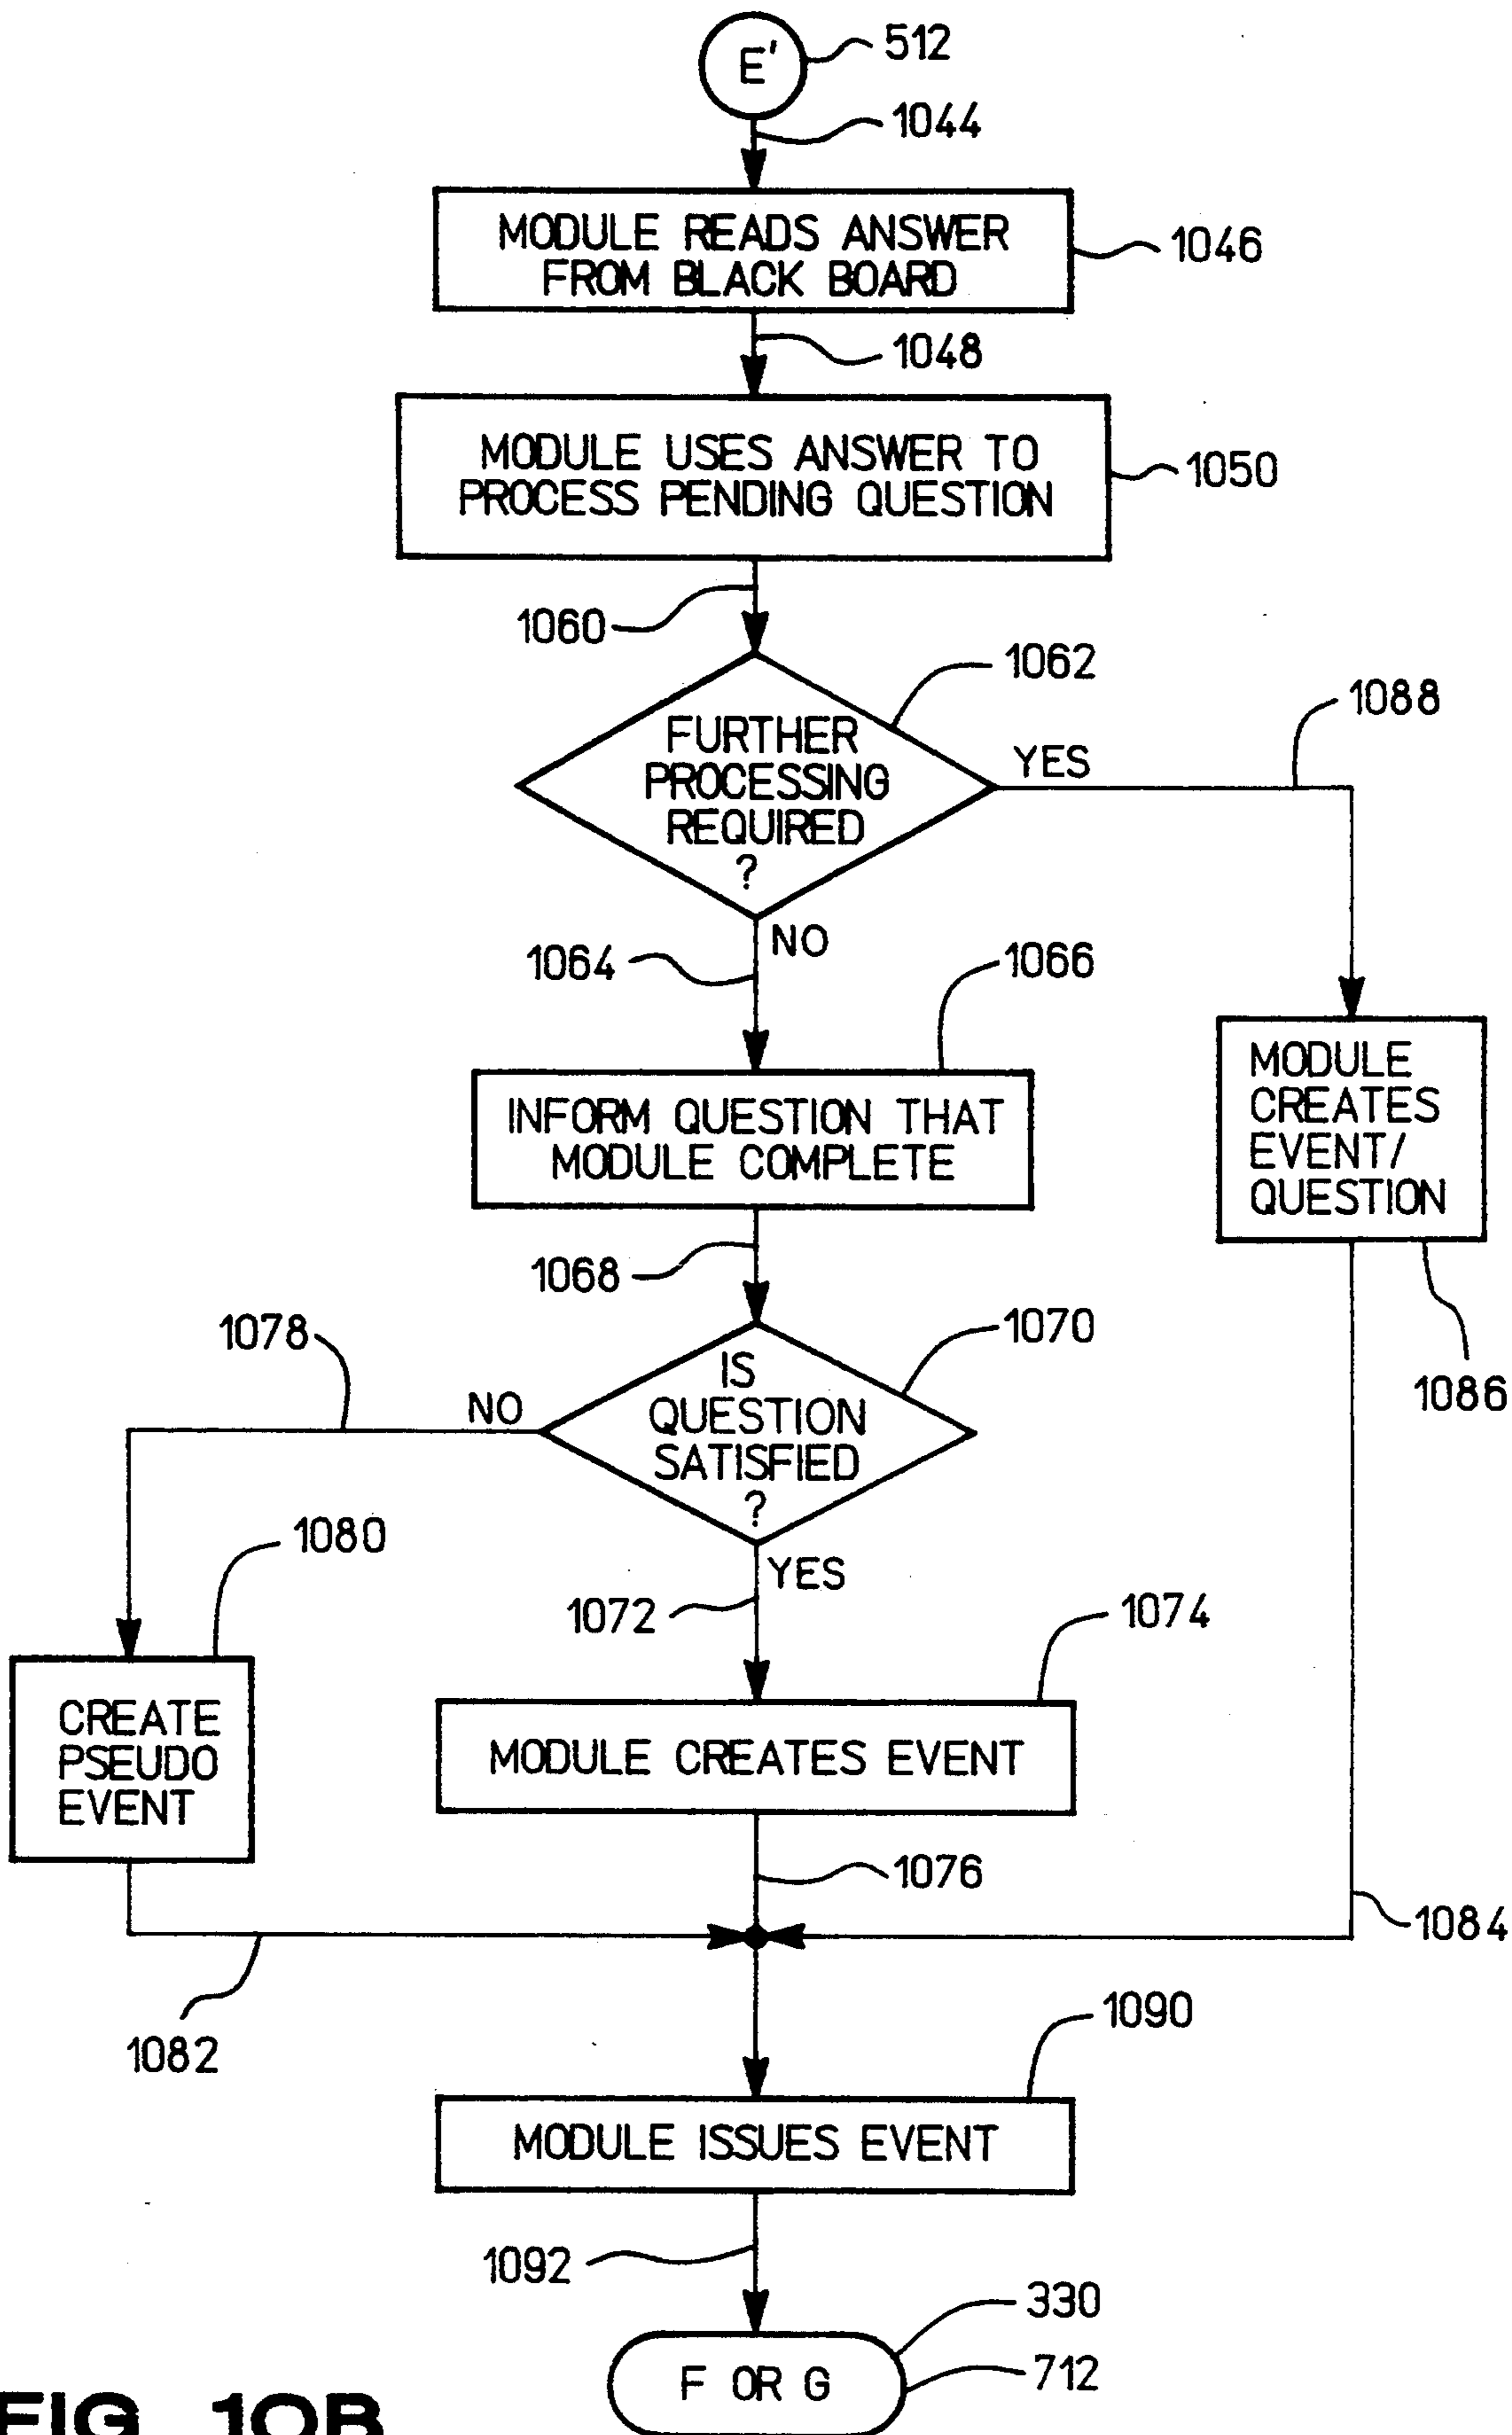 E'
512
1044
MODULE READS ANSWER
FROM BLACK BOARD
1046
1048
MODULE USES ANSWER TO
PROCESS PENDING QUESTION
1050
1060
1062
1088
FURTHER
PROCESSING
REQUIRED
?
YES
NO
1064
1066
INFORM QUESTION THAT
MODULE COMPLETE
MODULE
CREATES
EVENT/
QUESTION
1068
1086
1078
1070
IS
QUESTION
SATISFIED
?
NO
YES
1080
1072
1074
CREATE
PSEUDO
EVENT
MODULE CREATES EVENT
1076
1084
1082
1090
MODULE ISSUES EVENT
1092
330
F OR G
712
FIG. 10B